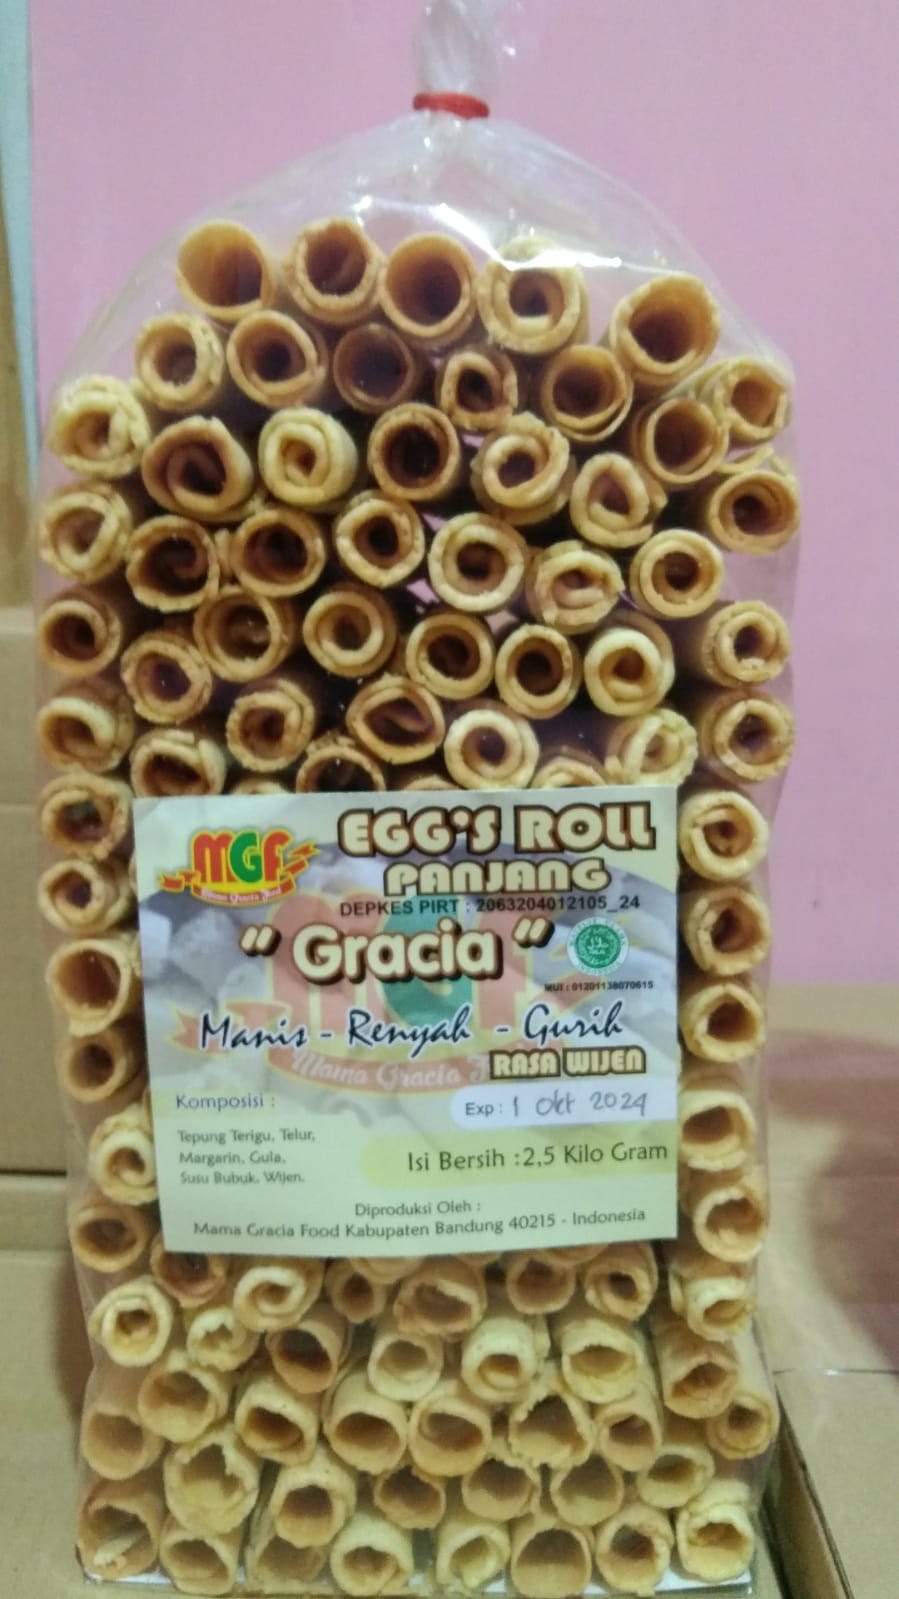 EGG'S ROLL
PANJANG
MGF
Mama Gracia Food
DEPKES PIRT : 2063204012105_24
“ Gracia ”
MUI : 01201138070615
Manis - Renyah - Gurih
Mama Gracia
RASA WIJEN
Komposisi :
Exp : 1 Okt 2024
Tepung Terigu, Telur,
Margarin, Gula,
Susu Bubuk, Wijen.
Isi Bersih :2,5 Kilo Gram
Diproduksi Oleh :
Mama Gracia Food Kabupaten Bandung 40215 - Indonesia